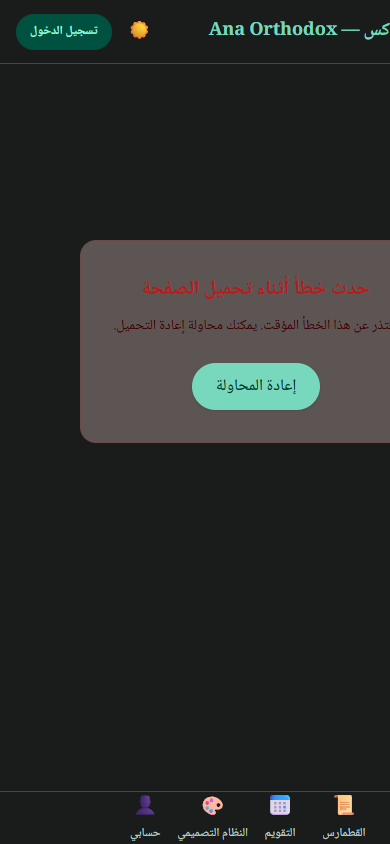 كس — Ana Orthodox
تسجيل الدخول
حدث خطأ أثناء تحميل الصفحة
عن هذا الخطأ المؤقت. يمكنك محاولة إعادة التحميل.
إعادة المحاولة
القطمارس
التقويم
النظام التصميمي
حسابي